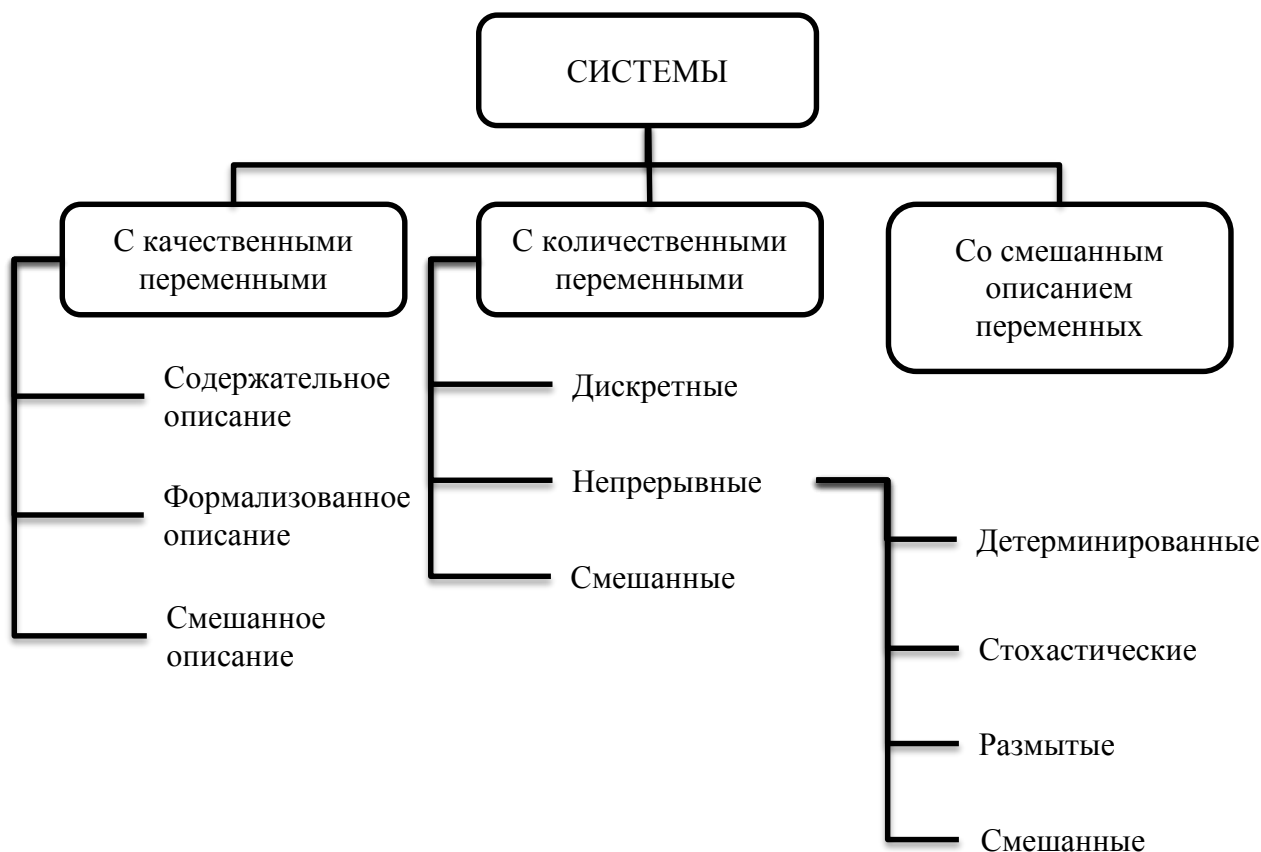 СИСТЕМЫ
С качественными
переменными
С количественными
переменными
Со смешанным
описанием
переменных
Содержательное
описание
Формализованное
описание
Смешанное
описание
Дискретные
Непрерывные
Смешанные
Детерминированные
Стохастические
Размытые
Смешанные